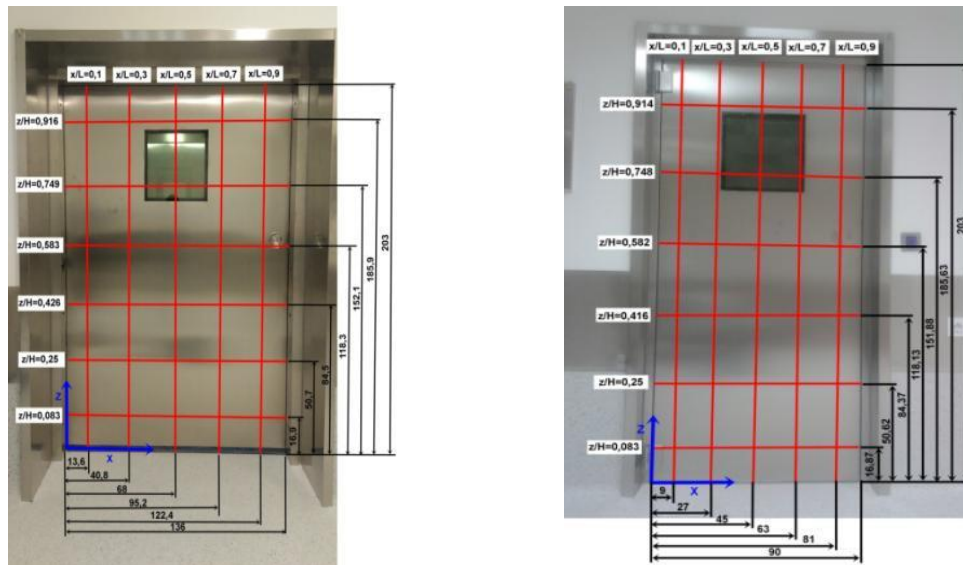 x/L=0,1 x/L=0,3 x/L=0,5 x/L=0,7 x/L=0,9
z/H=0,916
z/H=0,749
z/H=0,583
z/H=0,426
z/H=0,25
z/H=0,083
Z
X
13,6
40,8
68
95,2
122,4
136
16,9
50,7
84,5
118,3
152,1
185,9
203
x/L=0,1 x/L=0,3 x/L=0,5 x/L=0,7 x/L=0,9
z/H=0,914
z/H=0,748
z/H=0,582
z/H=0,416
z/H=0,25
z/H=0,083
Z
X
9
27
45
63
81
90
16,87
50,62
84,37
118,13
151,88
185,63
203